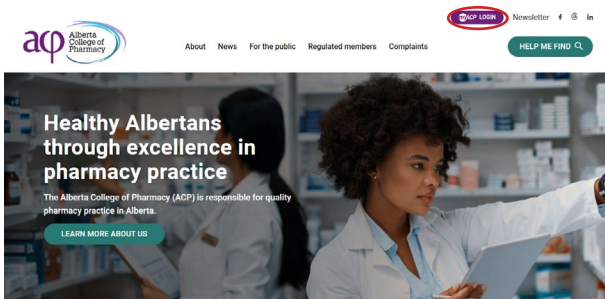 myACP LOGIN
Newsletter
acp Alberta
College of
Pharmacy
About News For the public Regulated members Complaints
HELP ME FIND
Healthy Albertans
through excellence in
pharmacy practice
The Alberta College of Pharmacy (ACP) is responsible for quality
pharmacy practice in Alberta.
LEARN MORE ABOUT US